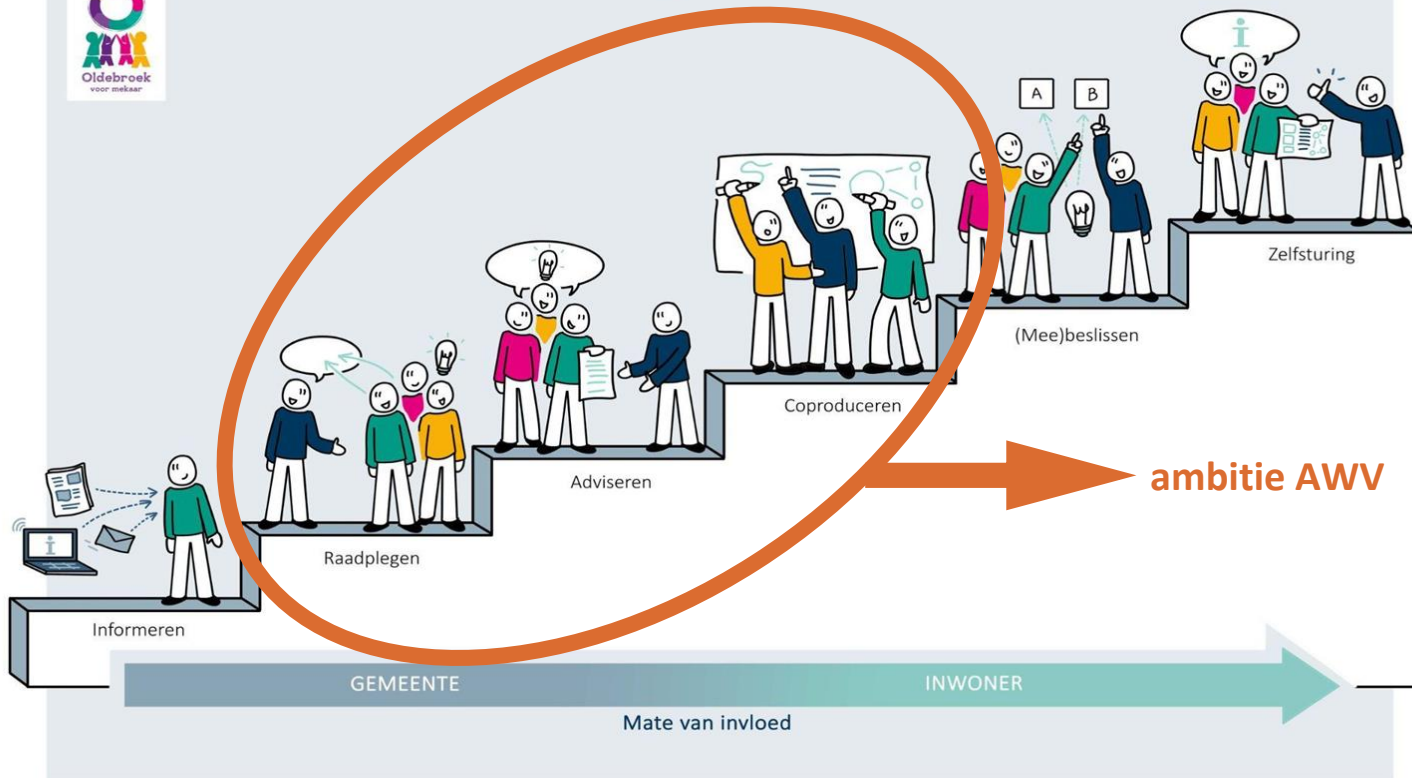 Oldebroek
voor mekaar
i
A B
Zelfsturing
(Mee)beslissen
Coproduceren
ambitie AWV
Adviseren
Raadplegen
i
Informeren
GEMEENTE INWONER
Mate van invloed